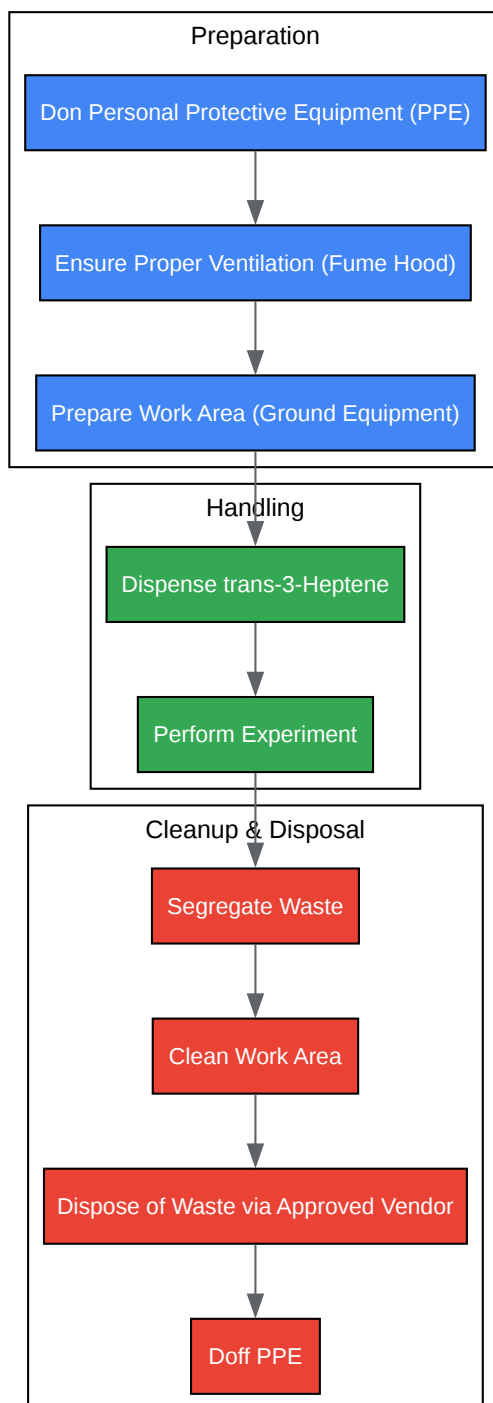 Preparation
Don Personal Protective Equipment (PPE)
Ensure Proper Ventilation (Fume Hood)
Prepare Work Area (Ground Equipment)
Handling
Dispense trans-3-Heptene
Perform Experiment
Cleanup & Disposal
Segregate Waste
Clean Work Area
Dispose of Waste via Approved Vendor
Doff PPE